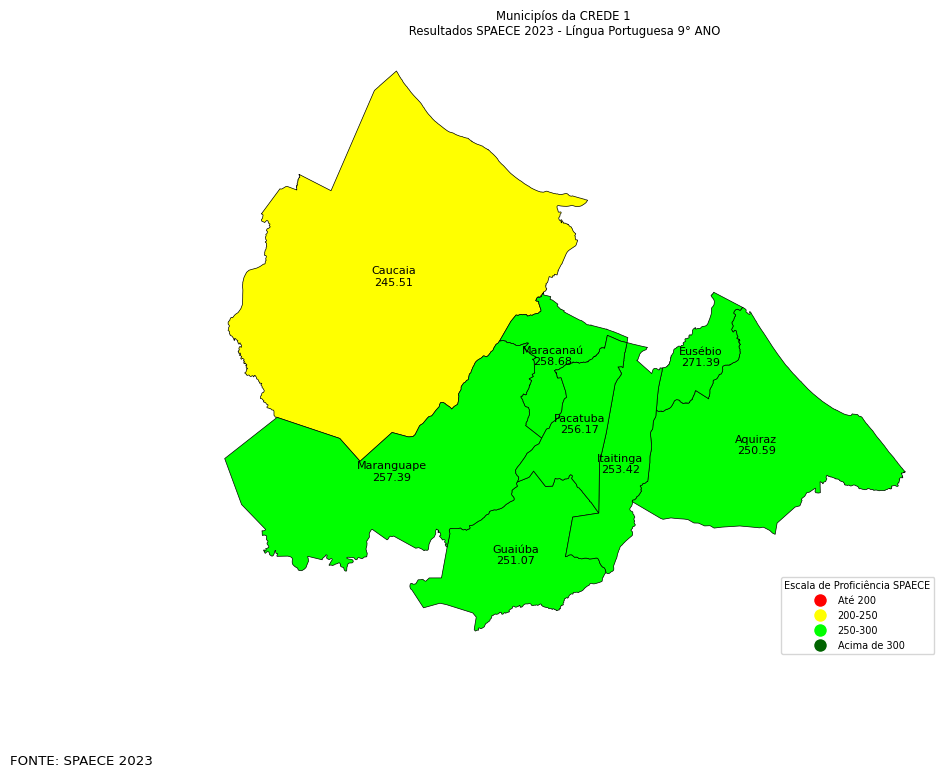 Municipíos da CREDE 1
Resultados SPAECE 2023 - Língua Portuguesa 9° ANO
Caucaia
245.51
Maracanaú
258.68
Eusébio
271.39
Pacatuba
256.17
Aquiraz
250.59
Itaitinga
253.42
Maranguape
257.39
Guaiúba
251.07
Escala de Proficiência SPAECE
Até 200
200-250
250-300
Acima de 300
FONTE: SPAECE 2023